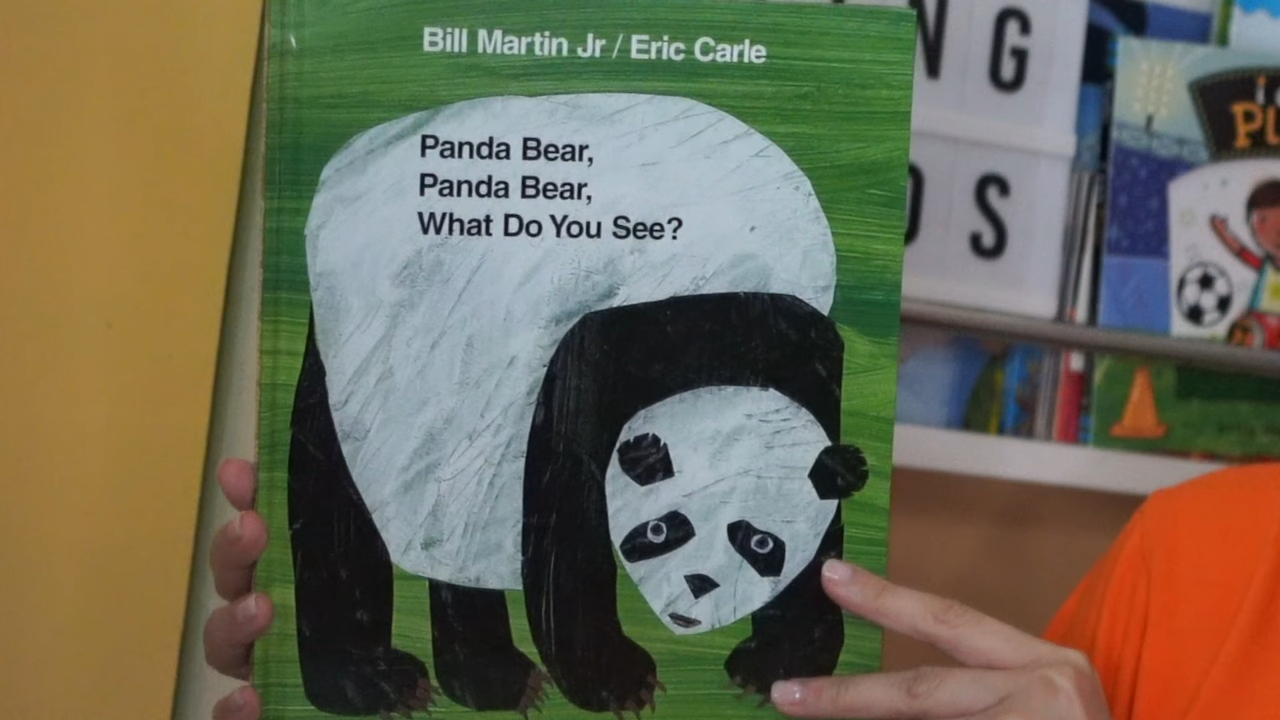 Bill Martin Jr / Eric Carle
Panda Bear,
Panda Bear,
What Do You See?
G
S